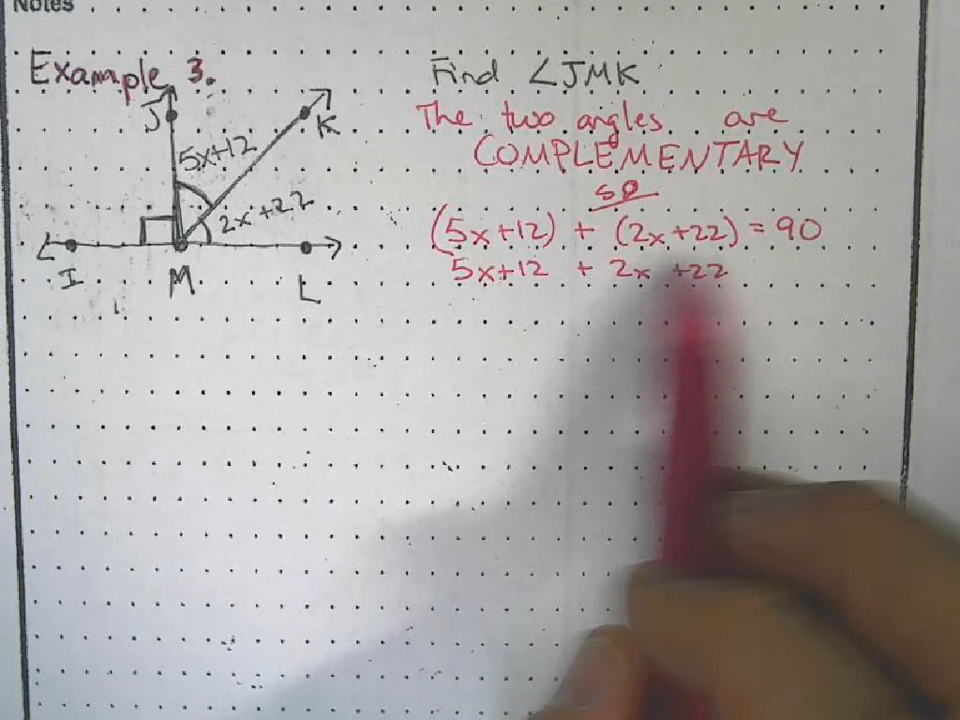 Notes
Example 3.
Find ∠JMK
J
K
The two angles are
COMPLEMENTARY
5x+12
so
2x+22
(5x+12) + (2x+22) = 90
5x+12 + 2x +22
I
M
L